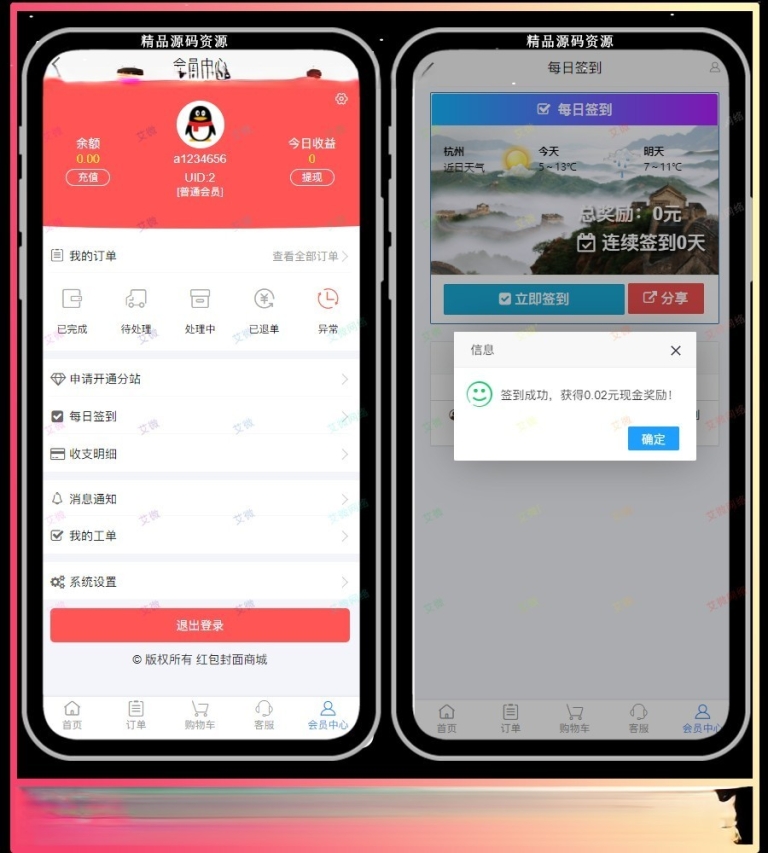 精品源码资源
会员中心
余额
0.00
充值
a1234656
UID:2
[普通会员]
今日收益
0
提现
我的订单
查看全部订单
已完成
待处理
处理中
已退单
异常
申请开通分站
每日签到
收支明细
消息通知
我的工单
系统设置
退出登录
© 版权所有 红包封面商城
首页
订单
购物车
客服
会员中心
精品源码资源
每日签到
每日签到
杭州
近日天气
今天
5~13℃
明天
7~11℃
总奖励：0元
连续签到0天
立即签到
分享
信息
签到成功，获得0.02元现金奖励！
确定
首页
订单
购物车
客服
会员中心